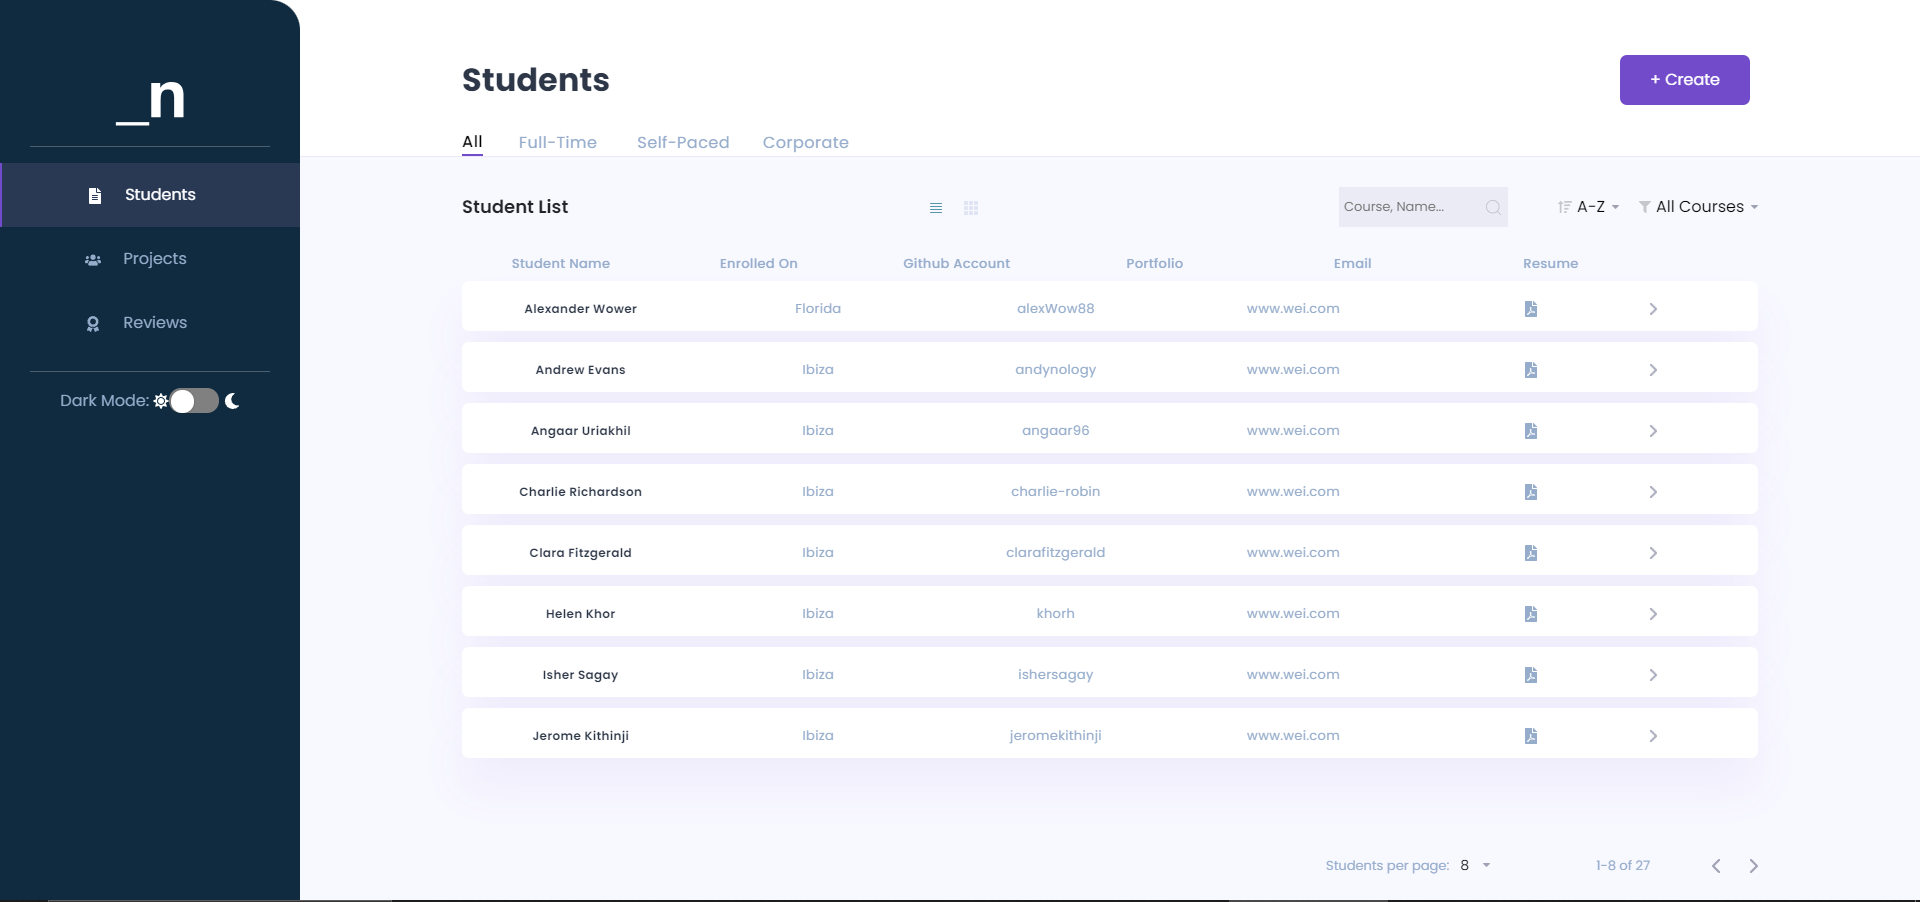 _n
Students
Projects
Reviews
Dark Mode:
Students
+ Create
All Full-Time Self-Paced Corporate
Student List Course, Name... A-Z All Courses
Student Name Enrolled On Github Account Portfolio Email Resume
Alexander Wower Florida alexWow88 www.wei.com
Andrew Evans Ibiza andynology www.wei.com
Angaar Uriakhil Ibiza angaar96 www.wei.com
Charlie Richardson Ibiza charlie-robin www.wei.com
Clara Fitzgerald Ibiza clarafitzgerald www.wei.com
Helen Khor Ibiza khorh www.wei.com
Isher Sagay Ibiza ishersagay www.wei.com
Jerome Kithinji Ibiza jeromekithinji www.wei.com
Students per page: 8 1-8 of 27